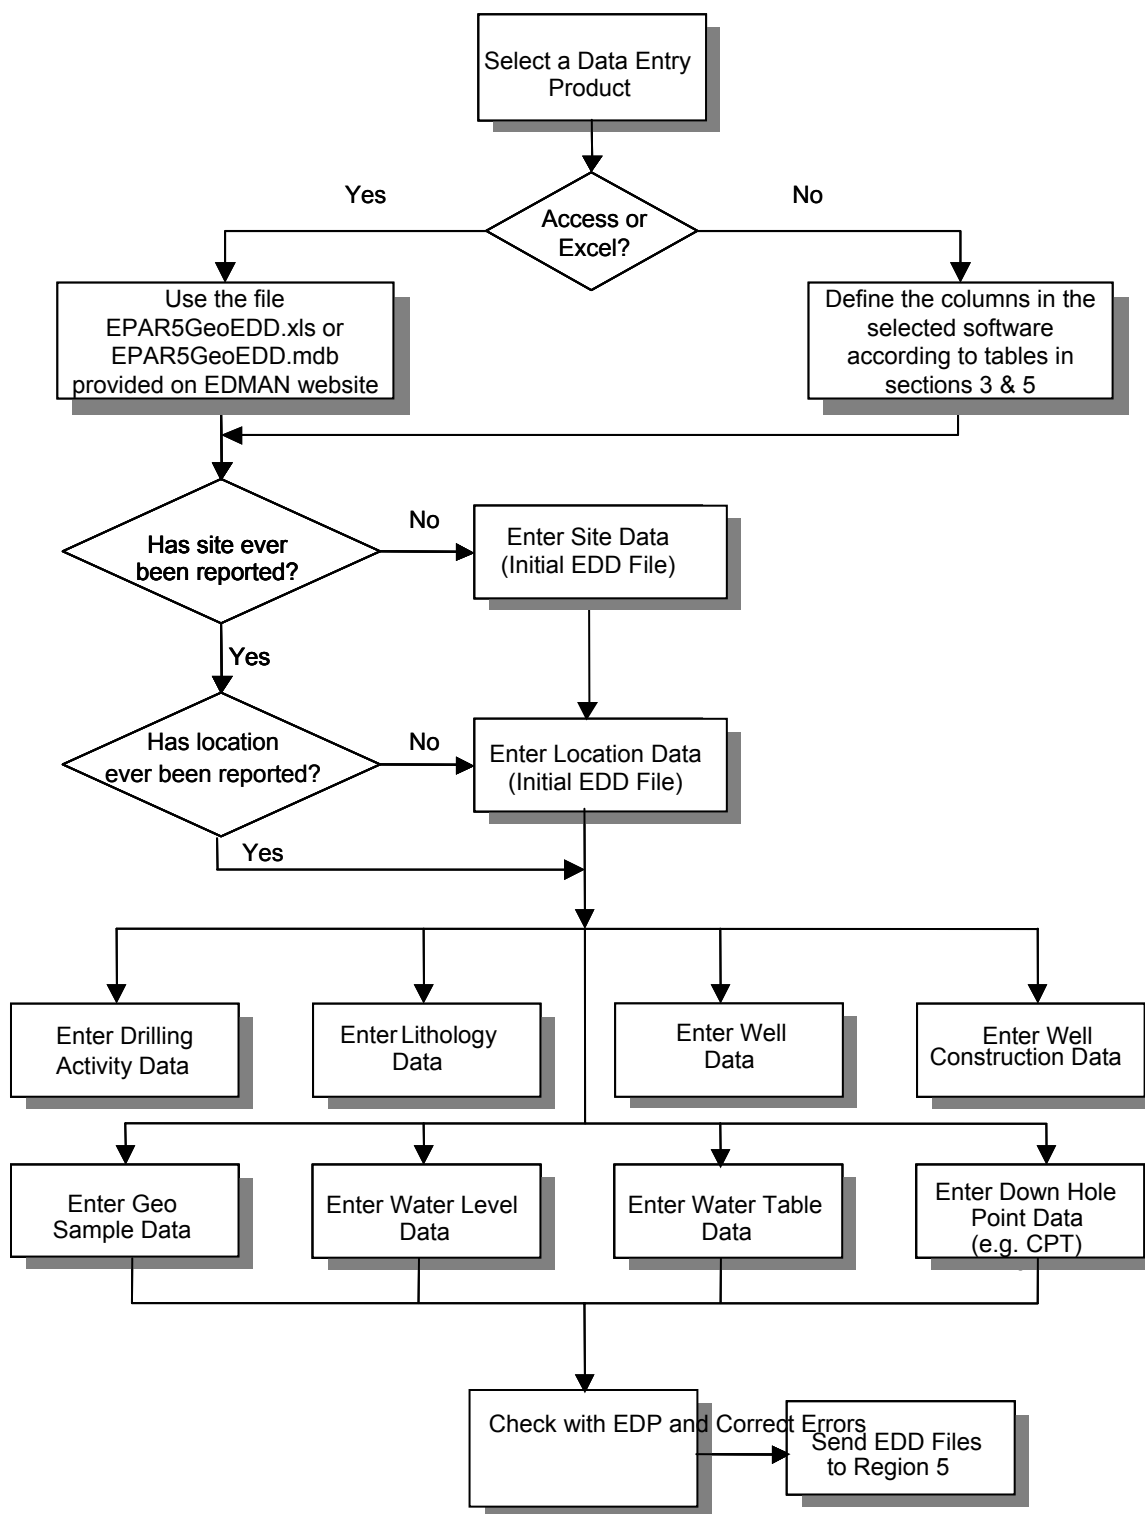 Select a Data Entry
Product
Yes
No
Access or
Excel?
Use the file
EPAR5GeoEDD.xls or
EPAR5GeoEDD.mdb
provided on EDMAN website
Define the columns in the
selected software
according to tables in
sections 3 & 5
Has site ever
been reported?
No
Enter Site Data
(Initial EDD File)
Yes
Has location
ever been reported?
No
Enter Location Data
(Initial EDD File)
Yes
Enter Drilling
Activity Data
Enter Lithology
Data
Enter Well
Data
Enter Well
Construction Data
Enter Geo
Sample Data
Enter Water Level
Data
Enter Water Table
Data
Enter Down Hole
Point Data
(e.g. CPT)
Check with EDP and Correct Errors
Send EDD Files
to Region 5